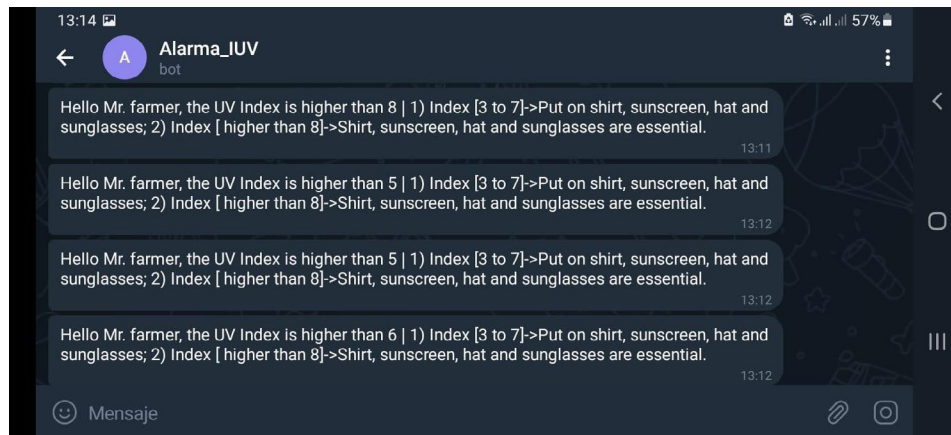 13:14 57%
A Alarma_IUV
bot
Hello Mr. farmer, the UV Index is higher than 8 | 1) Index [3 to 7]->Put on shirt, sunscreen, hat and
sunglasses; 2) Index [ higher than 8]->Shirt, sunscreen, hat and sunglasses are essential.
13:11
Hello Mr. farmer, the UV Index is higher than 5 | 1) Index [3 to 7]->Put on shirt, sunscreen, hat and
sunglasses; 2) Index [ higher than 8]->Shirt, sunscreen, hat and sunglasses are essential.
13:12
Hello Mr. farmer, the UV Index is higher than 5 | 1) Index [3 to 7]->Put on shirt, sunscreen, hat and
sunglasses; 2) Index [ higher than 8]->Shirt, sunscreen, hat and sunglasses are essential.
13:12
Hello Mr. farmer, the UV Index is higher than 6 | 1) Index [3 to 7]->Put on shirt, sunscreen, hat and
sunglasses; 2) Index [ higher than 8]->Shirt, sunscreen, hat and sunglasses are essential.
13:12
Mensaje